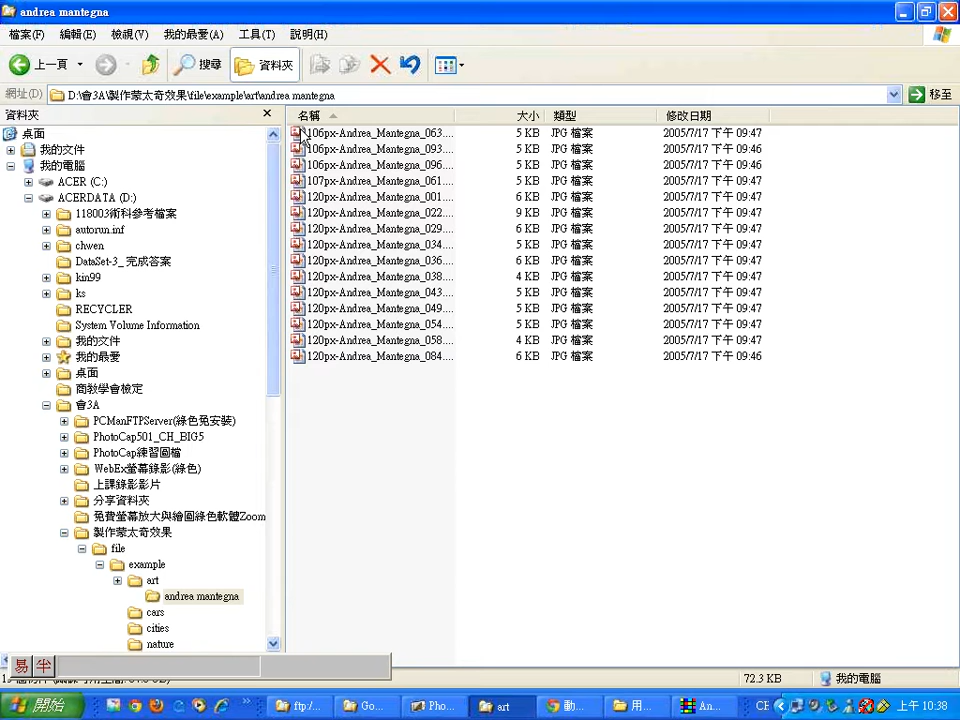 andrea mantegna
檔案(F) 編輯(E) 檢視(V) 我的最愛(A) 工具(T) 說明(H)
上一頁 搜尋 資料夾
網址(D) D:\會3A\製作蒙太奇效果\file\example\art\andrea mantegna 移至
資料夾
桌面
我的文件
我的電腦
ACER (C:)
ACERDATA (D:)
118003術科參考檔案
autorun.inf
chwen
DataSet-3_完成答案
kin99
ks
RECYCLER
System Volume Information
我的文件
我的最愛
桌面
商教學會檢定
會3A
PCManFTPServer(綠色免安裝)
PhotoCap501_CH_BIG5
PhotoCap練習圖檔
WebEx螢幕錄影(綠色)
上課錄影影片
分享資料夾
免費螢幕放大與繪圖綠色軟體Zoom
製作蒙太奇效果
file
example
art
andrea mantegna
cars
cities
nature
名稱 大小 類型 修改日期
106px-Andrea_Mantegna_063.... 5 KB JPG 檔案 2005/7/17 下午 09:47
106px-Andrea_Mantegna_093.... 5 KB JPG 檔案 2005/7/17 下午 09:46
106px-Andrea_Mantegna_096.... 5 KB JPG 檔案 2005/7/17 下午 09:46
107px-Andrea_Mantegna_061.... 5 KB JPG 檔案 2005/7/17 下午 09:47
120px-Andrea_Mantegna_001.... 6 KB JPG 檔案 2005/7/17 下午 09:47
120px-Andrea_Mantegna_022.... 9 KB JPG 檔案 2005/7/17 下午 09:47
120px-Andrea_Mantegna_029.... 6 KB JPG 檔案 2005/7/17 下午 09:47
120px-Andrea_Mantegna_034.... 5 KB JPG 檔案 2005/7/17 下午 09:47
120px-Andrea_Mantegna_036.... 6 KB JPG 檔案 2005/7/17 下午 09:47
120px-Andrea_Mantegna_038.... 4 KB JPG 檔案 2005/7/17 下午 09:47
120px-Andrea_Mantegna_043.... 5 KB JPG 檔案 2005/7/17 下午 09:47
120px-Andrea_Mantegna_049.... 5 KB JPG 檔案 2005/7/17 下午 09:47
120px-Andrea_Mantegna_054.... 5 KB JPG 檔案 2005/7/17 下午 09:47
120px-Andrea_Mantegna_058.... 4 KB JPG 檔案 2005/7/17 下午 09:47
120px-Andrea_Mantegna_084.... 6 KB JPG 檔案 2005/7/17 下午 09:46
易 半
72.3 KB 我的電腦
開始 ftp:/... Go... Pho... art 動... 用... An... CH 上午 10:38